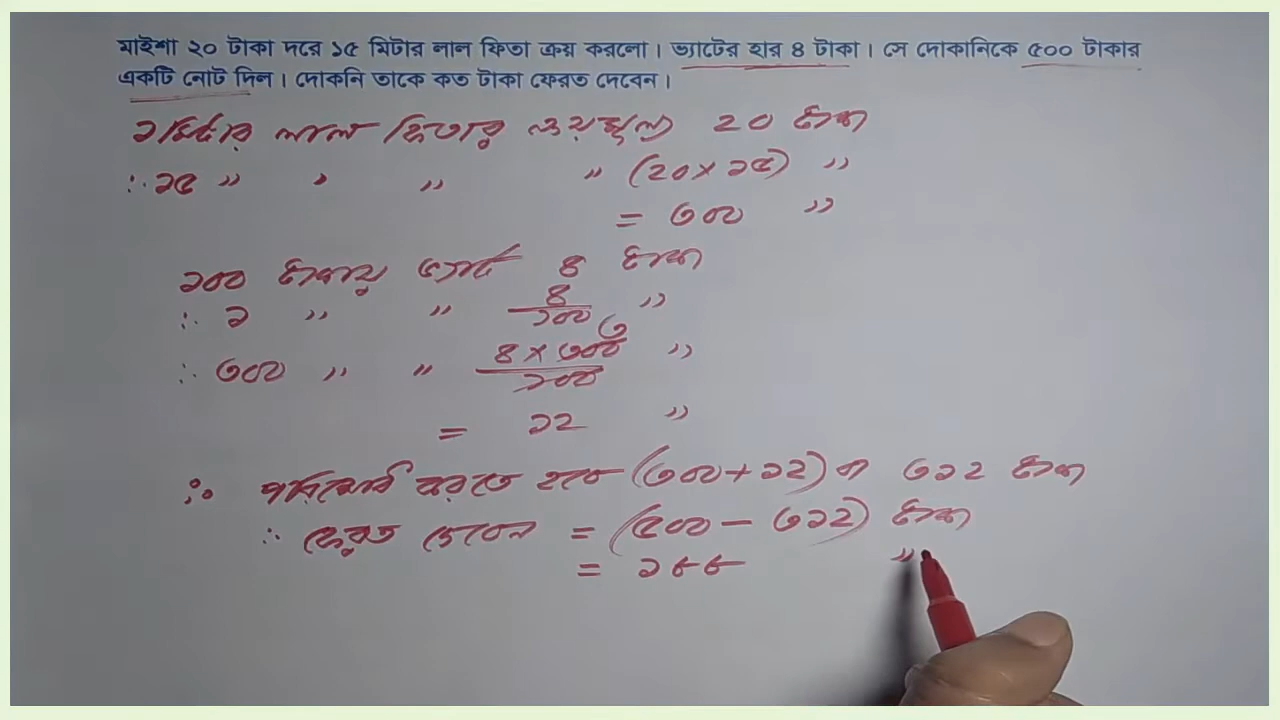 মাইশা ২০ টাকা দরে ১৫ মিটার লাল ফিতা ক্রয় করলো। ভ্যাটের হার ৪ টাকা। সে দোকানিকে ৫০০ টাকার
একটি নোট দিল। দোকনি তাকে কত টাকা ফেরত দেবেন।
১ মিটার লাল ফিতার ক্রয়মূল্য ২০ টাকা
∴ ১৫ " " " " (২০ × ১৫) "
= ৩০০ "
১০০ টাকায় ভ্যাট ৪ টাকা
∴ ১ " " ৪/১০০ "
∴ ৩০০ " " ৪ × ৩০০/১০০ " ৩
= ১২ "
∴ পরিশোধ করতে হবে (৩০০ + ১২) বা ৩১২ টাকা
∴ ফেরত দেবেন = (৫০০ - ৩১২) টাকা
= ১৮৮ "